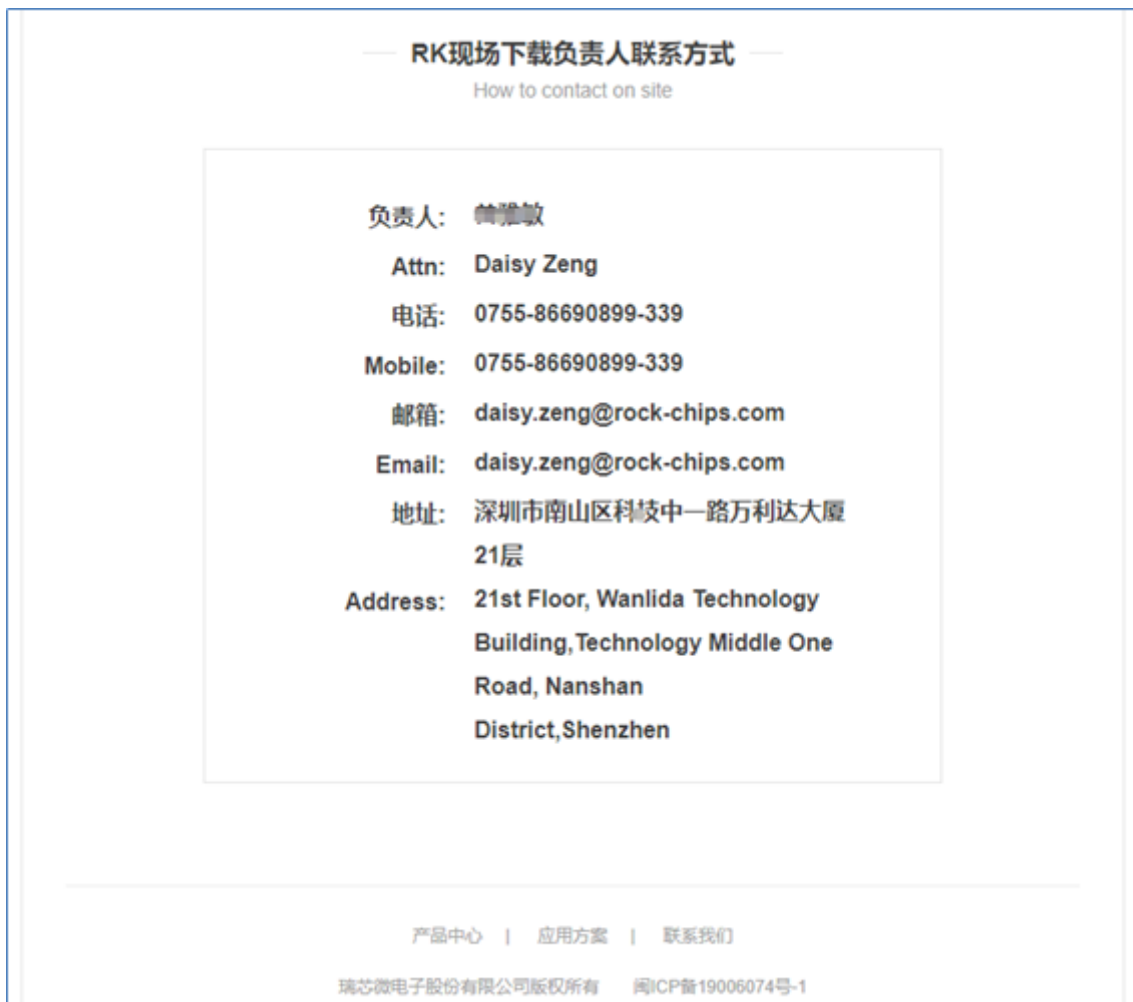 RK现场下载负责人联系方式
How to contact on site
负责人:
Attn: Daisy Zeng
电话: 0755-86690899-339
Mobile: 0755-86690899-339
邮箱: daisy.zeng@rock-chips.com
Email: daisy.zeng@rock-chips.com
地址: 深圳市南山区科技中一路万利达大厦
21层
Address: 21st Floor, Wanlida Technology
Building,Technology Middle One
Road, Nanshan
District,Shenzhen
产品中心 | 应用方案 | 联系我们
瑞芯微电子股份有限公司版权所有 闽ICP备19006074号-1